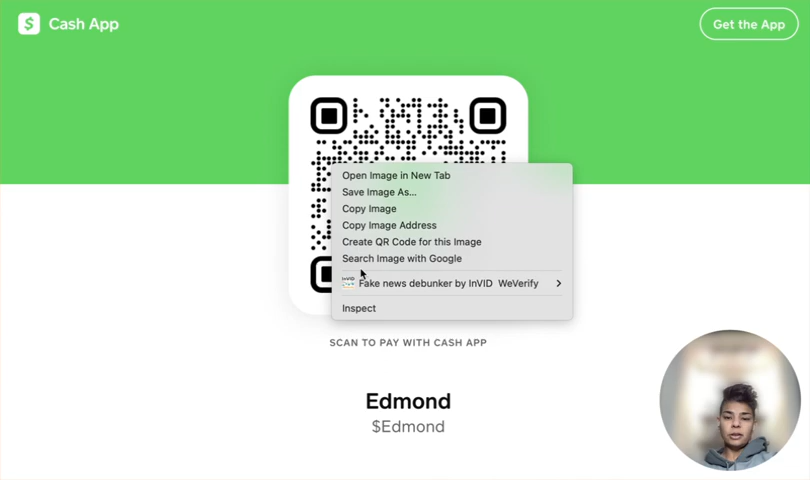 $ Cash App
Get the App
Open Image in New Tab
Save Image As...
Copy Image
Copy Image Address
Create QR Code for this Image
Search Image with Google
InVID
Fake news debunker by InVID WeVerify
Inspect
SCAN TO PAY WITH CASH APP
Edmond
$Edmond